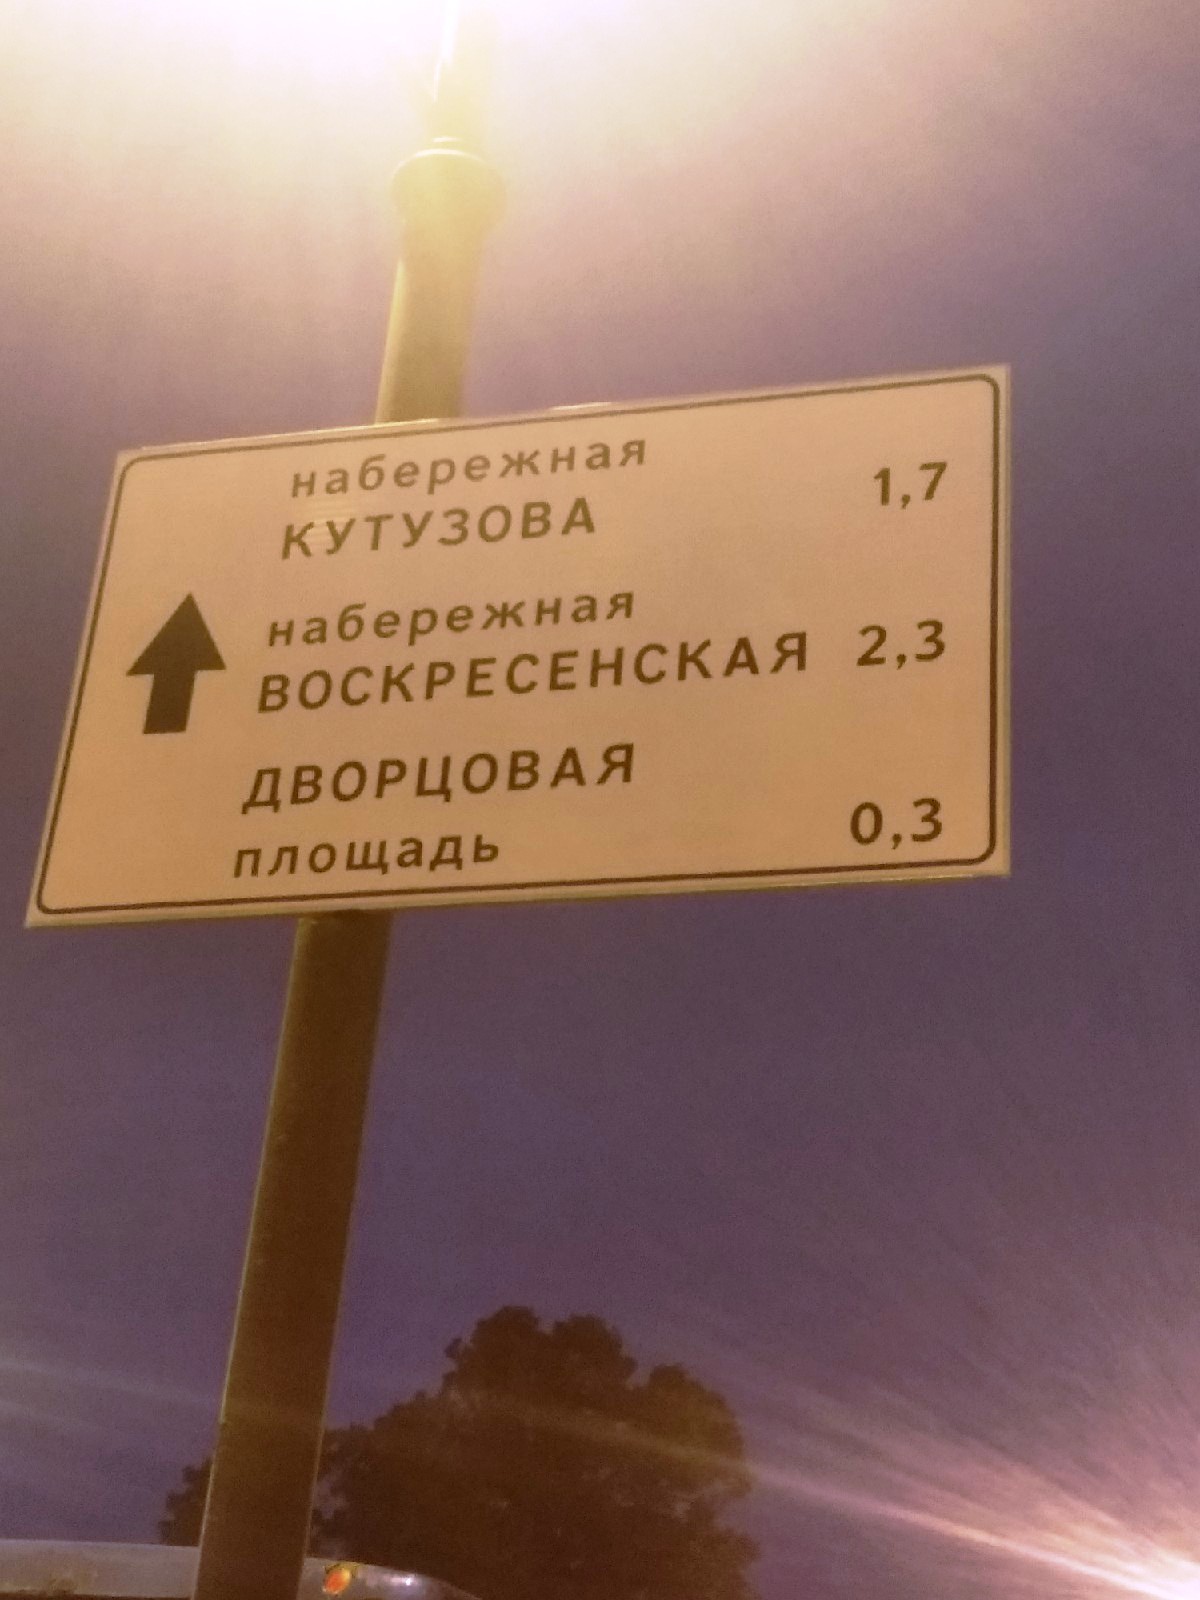 набережная
КУТУЗОВА 1,7
набережная
ВОСКРЕСЕНСКАЯ 2,3
ДВОРЦОВАЯ
площадь 0,3